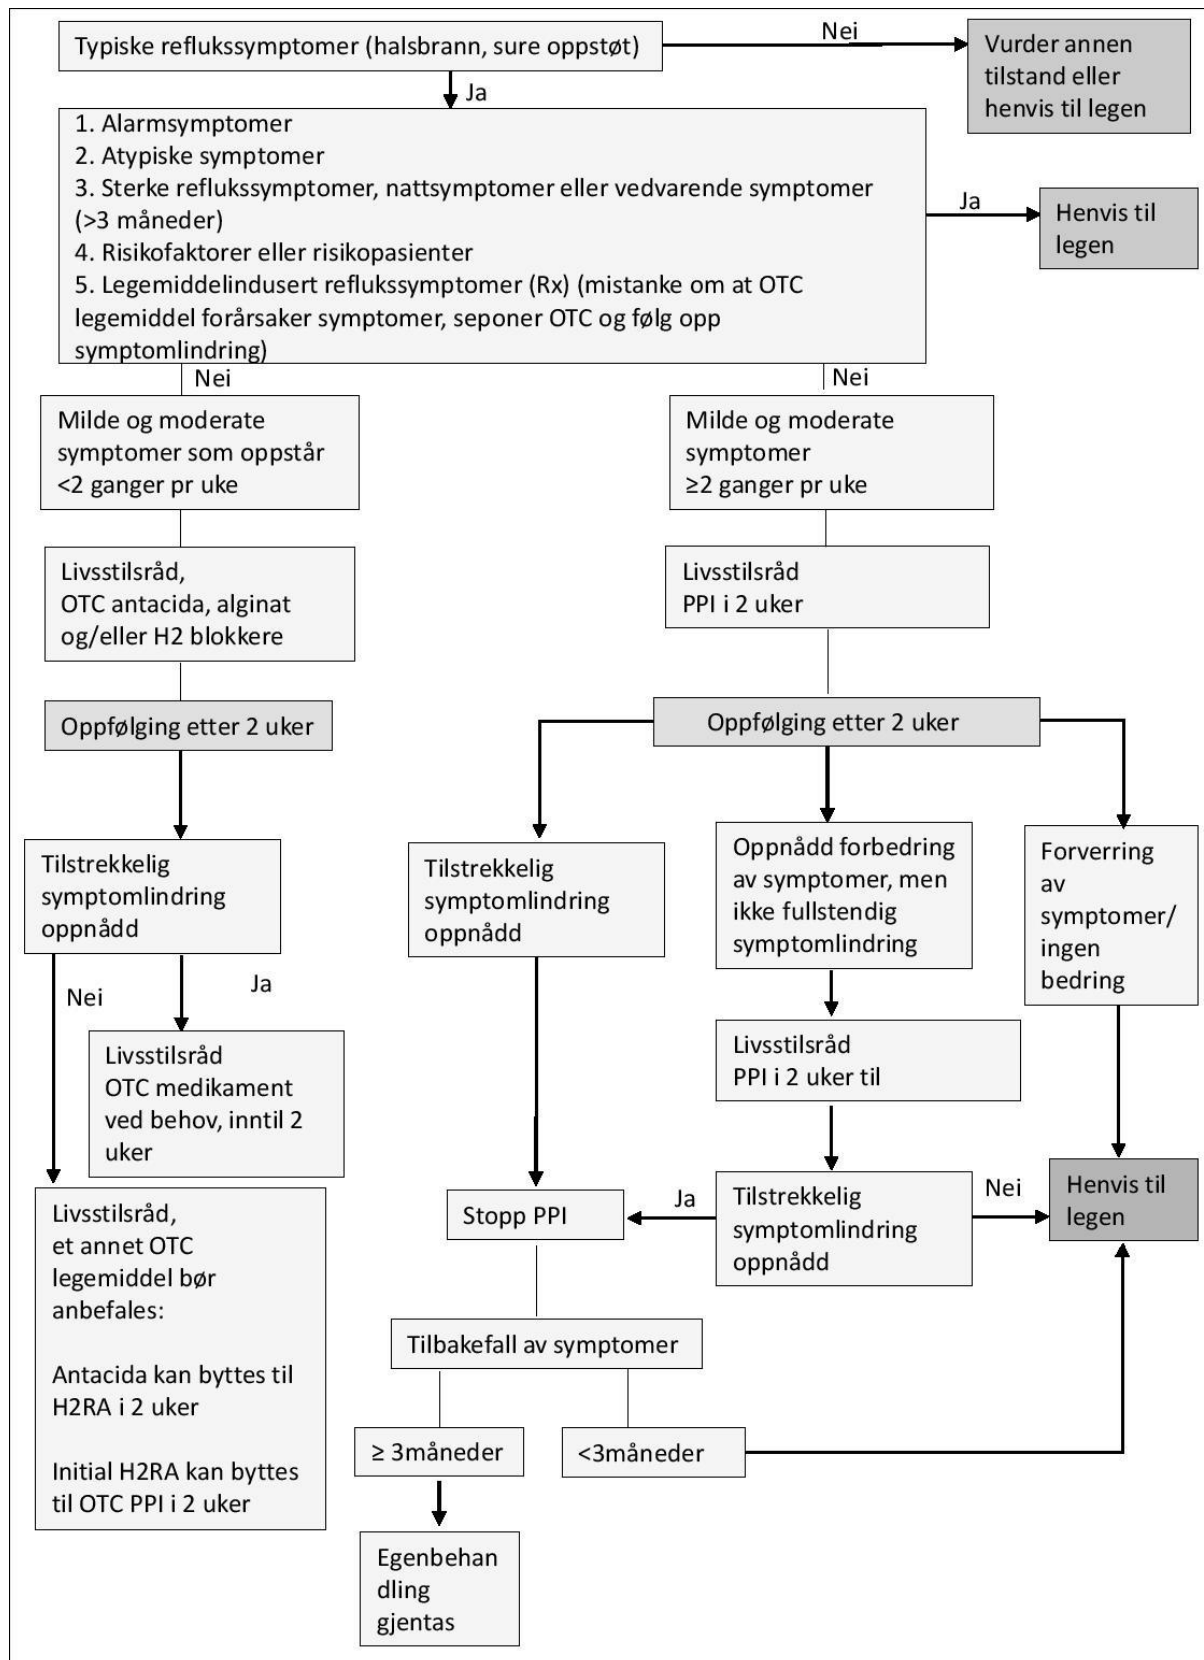 Typiske reflukssymptomer (halsbrann, sure oppstøt)
Nei
Vurder annen
tilstand eller
henvis til legen
Ja
1. Alarmsymptomer
2. Atypiske symptomer
3. Sterke reflukssymptomer, nattsymptomer eller vedvarende symptomer
(>3 måneder)
4. Risikofaktorer eller risikopasienter
5. Legemiddelindusert reflukssymptomer (Rx) (mistanke om at OTC
legemiddel forårsaker symptomer, seponer OTC og følg opp
symptomlindring)
Ja
Henvis til
legen
Nei
Nei
Milde og moderate
symptomer som oppstår
<2 ganger pr uke
Milde og moderate
symptomer
≥2 ganger pr uke
Livsstilsråd,
OTC antacida, alginat
og/eller H2 blokkere
Livsstilsråd
PPI i 2 uker
Oppfølging etter 2 uker
Oppfølging etter 2 uker
Tilstrekkelig
symptomlindring
oppnådd
Tilstrekkelig
symptomlindring
oppnådd
Oppnådd forbedring
av symptomer, men
ikke fullstendig
symptomlindring
Forverring
av
symptomer/
ingen
bedring
Nei
Ja
Livsstilsråd
OTC medikament
ved behov, inntil 2
uker
Livsstilsråd
PPI i 2 uker til
Livsstilsråd,
et annet OTC
legemiddel bør
anbefales:
Antacida kan byttes til
H2RA i 2 uker
Initial H2RA kan byttes
til OTC PPI i 2 uker
Stopp PPI
Ja
Tilstrekkelig
symptomlindring
oppnådd
Nei
Henvis til
legen
Tilbakefall av symptomer
≥ 3måneder
<3måneder
Egenbehan
dling
gjentas